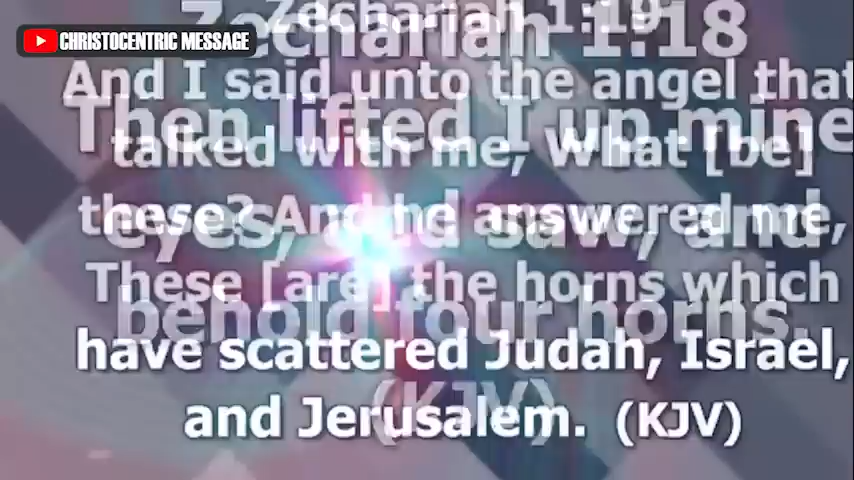 CHRISTOCENTRIC MESSAGE
Zechariah 1:19
And I said unto the angel that
talked with me, What [be]
these? And he answered me,
These [are] the horns which
have scattered Judah, Israel,
and Jerusalem. (KJV)
Zechariah 1:18
Then lifted I up mine
eyes, and saw, and
behold four horns.
(KJV)